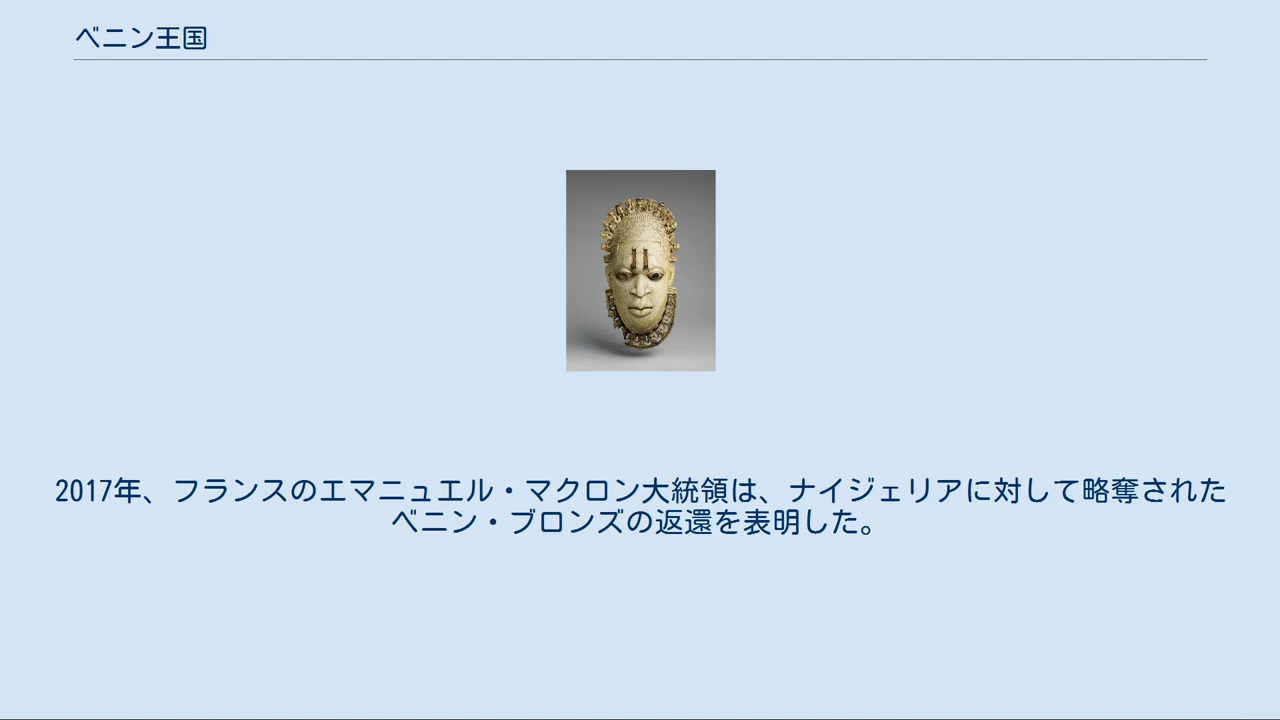 ベニン王国
2017年、フランスのエマニュエル・マクロン大統領は、ナイジェリアに対して略奪された
ベニン・ブロンズの返還を表明した。